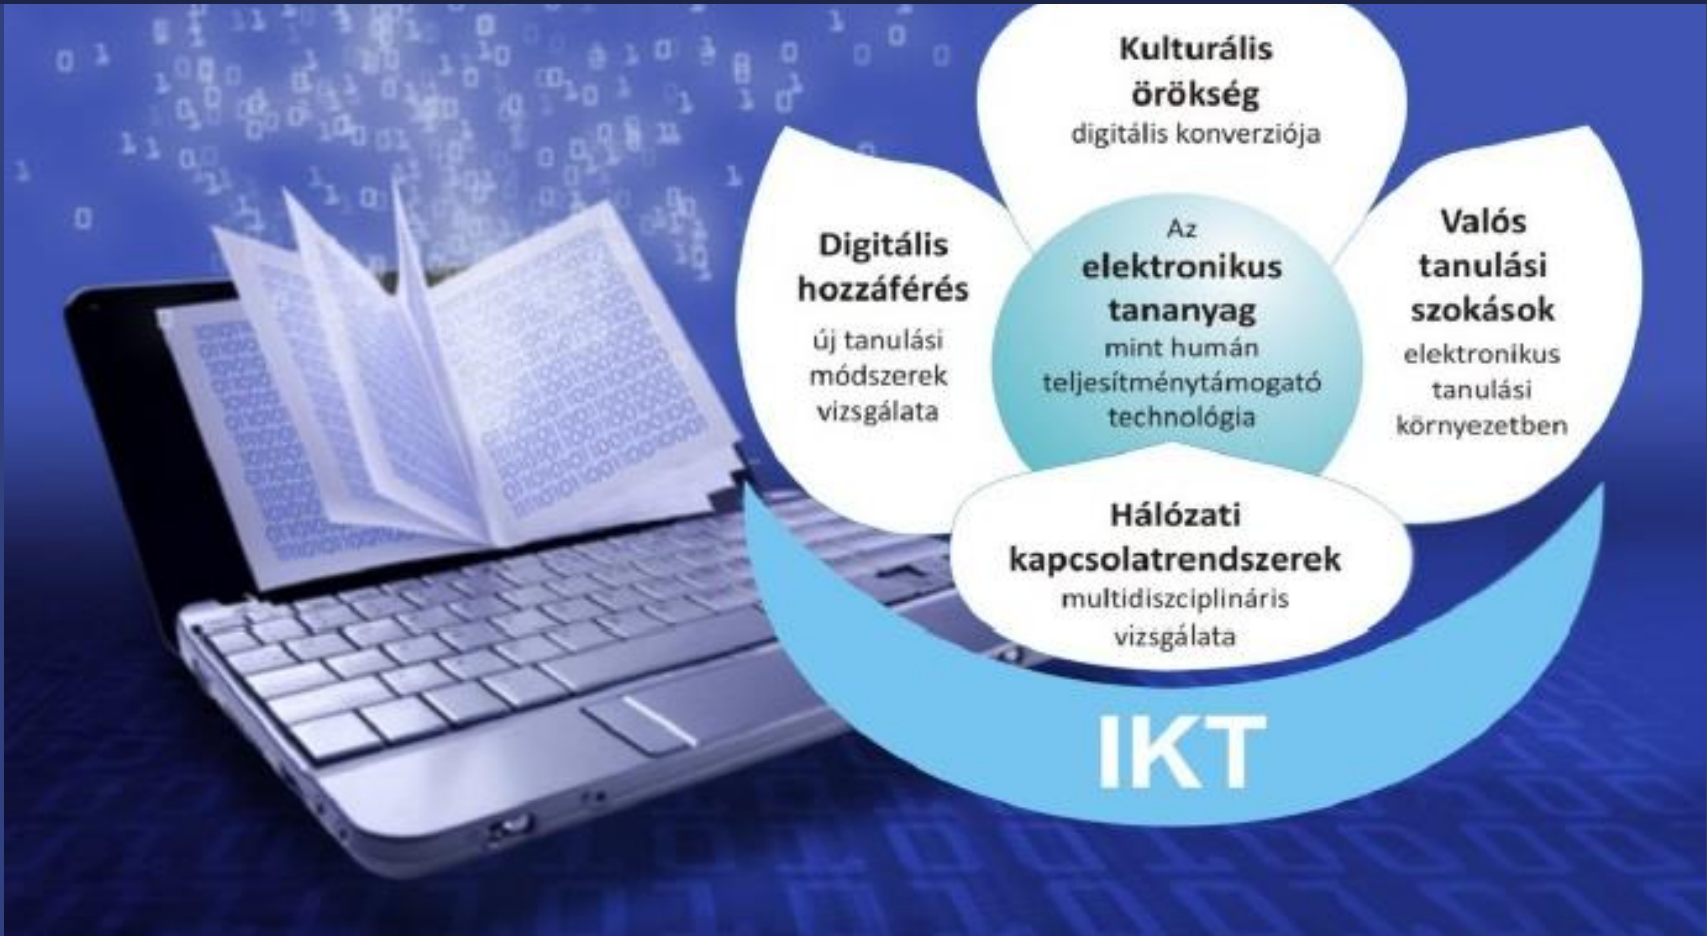 Kulturális
örökség
digitális konverziója
Digitális
hozzáférés
új tanulási
módszerek
vizsgálata
Az
elektronikus
tananyag
mint humán
teljesítménytámogató
technológia
Valós
tanulási
szokások
elektronikus
tanulási
környezetben
Hálózati
kapcsolatrendszerek
multidiszciplináris
vizsgálata
IKT